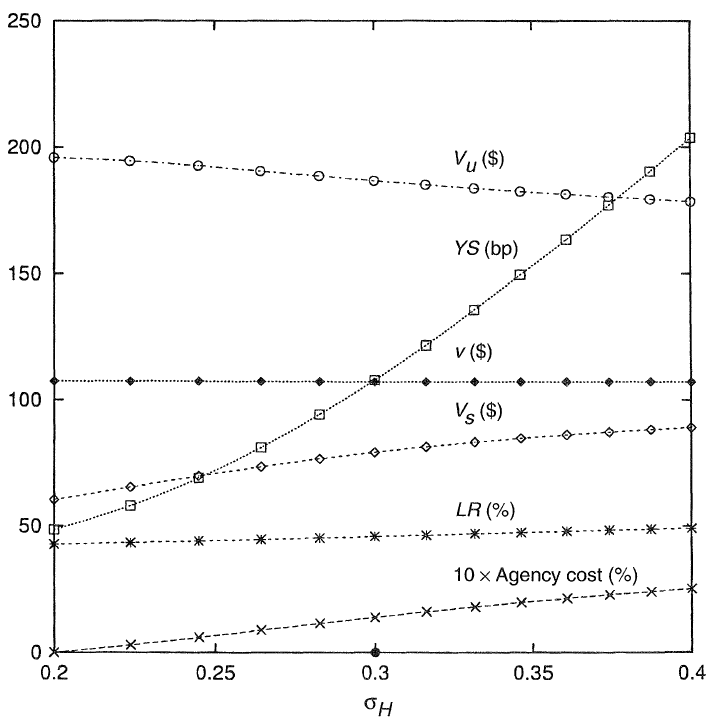 250
200
150
100
50
0
V_u ($)
YS (bp)
v ($)
V_s ($)
LR (%)
10 × Agency cost (%)
0.2 0.25 0.3 0.35 0.4
σ_H